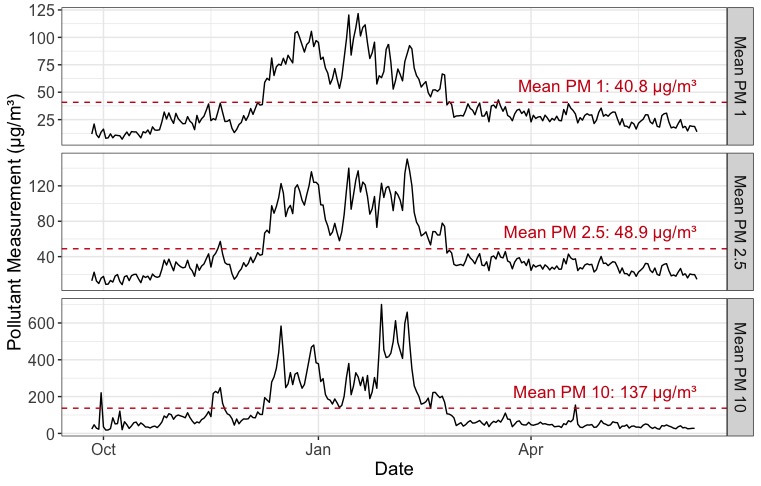 Pollutant Measurement (µg/m³)
125
100
75
50
25
Mean PM 1: 40.8 µg/m³
Mean PM 1
120
80
40
Mean PM 2.5: 48.9 µg/m³
Mean PM 2.5
600
400
200
0
Mean PM 10: 137 µg/m³
Mean PM 10
Oct
Jan
Apr
Date